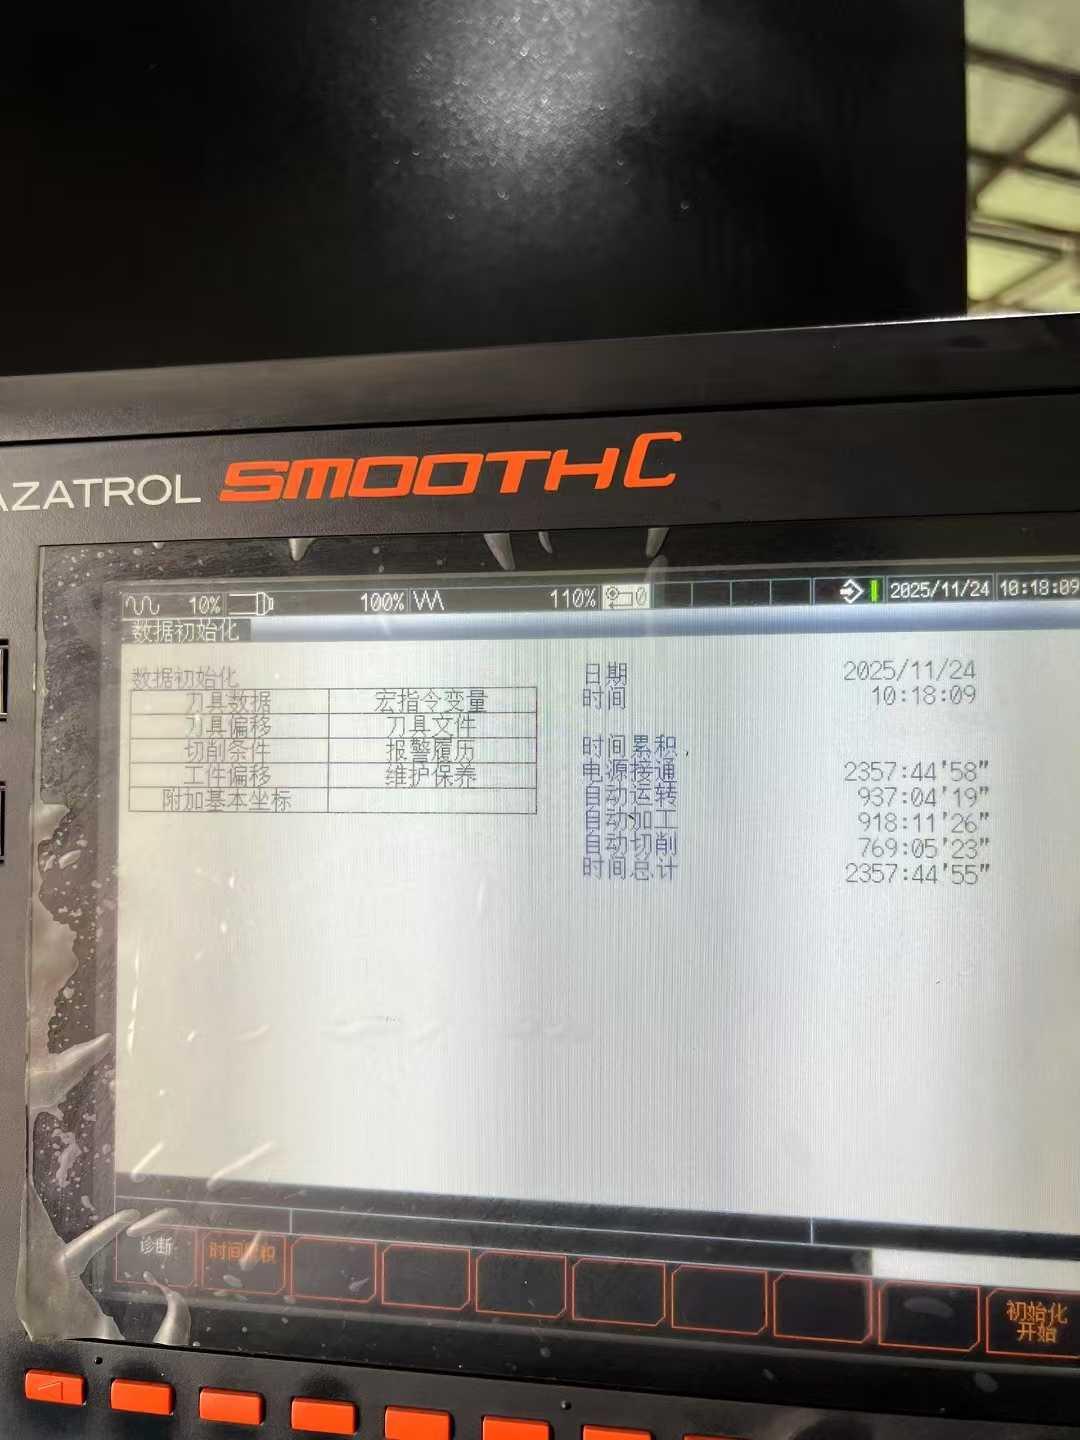 AZATROL SMOOTH C
10% 100% 110% 0 2025/11/24 10:18:09
数据初始化
数据初始化
刀具数据 宏指令变量
刀具偏移 刀具文件
切削条件 报警履历
工件偏移 维护保养
附加基本坐标
日期 2025/11/24
时间 10:18:09
时间累积
电源接通 2357:44'58"
自动运转 937:04'19"
自动加工 918:11'26"
自动切削 769:05'23"
时间总计 2357:44'55"
诊断 时间累积 初始化
开始